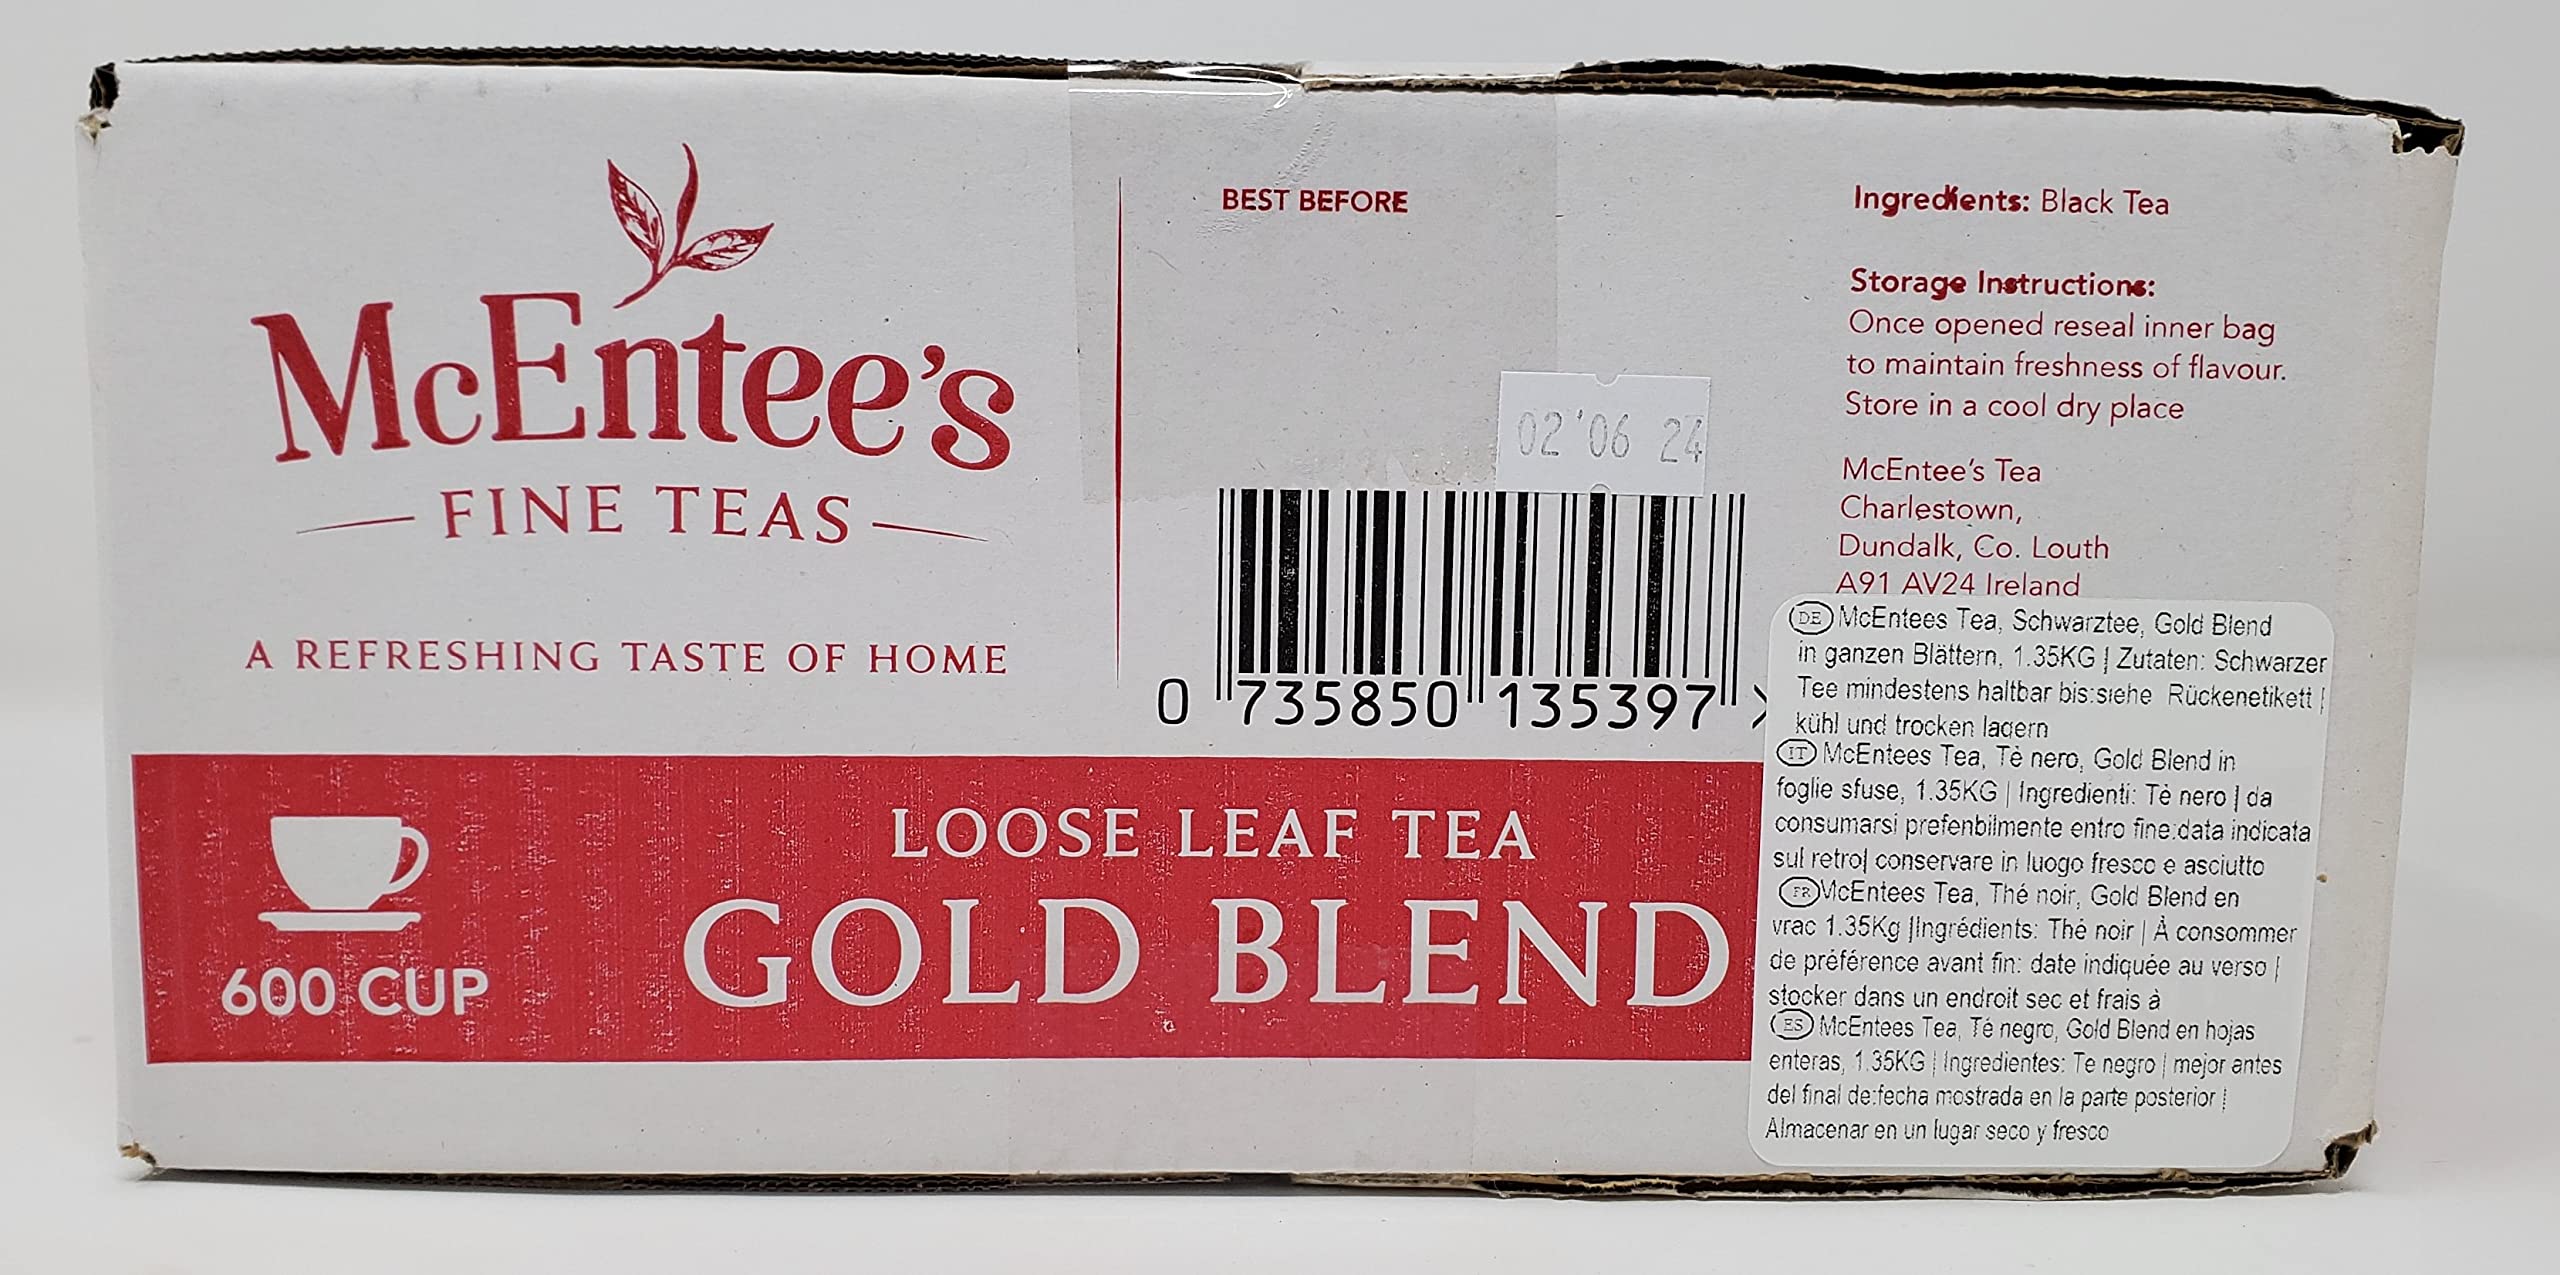 McEntee's
FINE TEAS
A REFRESHING TASTE OF HOME
BEST BEFORE
02'06 24
0 735850 135397
Ingredients: Black Tea
Storage Instructions:
Once opened reseal inner bag
to maintain freshness of flavour.
Store in a cool dry place
McEntee's Tea
Charlestown,
Dundalk, Co. Louth
A91 AV24 Ireland
600 CUP
LOOSE LEAF TEA
GOLD BLEND
DE McEntees Tea, Schwarztee, Gold Blend
in ganzen Blättern, 1.35KG | Zutaten: Schwarzer
Tee mindestens haltbar bis:siehe Rückenetikett |
kühl und trocken lagern
IT McEntees Tea, Tè nero, Gold Blend in
foglie sfuse, 1.35KG | Ingredienti: Tè nero | da
consumarsi prefenbilmente entro fine:data indicata
sul retro| conservare in luogo fresco e asciutto
FR McEntees Tea, Thé noir, Gold Blend en
vrac 1.35Kg |Ingrédients: Thé noir | À consommer
de préférence avant fin: date indiquée au verso |
stocker dans un endroit sec et frais à
ES McEntees Tea, Té negro, Gold Blend en hojas
enteras, 1.35KG | Ingredientes: Te negro | mejor antes
del final de:fecha mostrada en la parte posterior |
Almacenar en un lugar seco y fresco